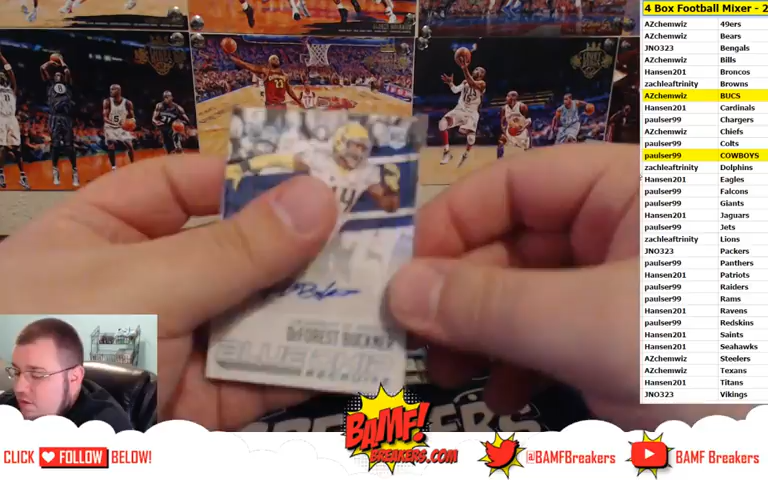 4 Box Football Mixer - 2
AZchemwiz 49ers
AZchemwiz Bears
JNO323 Bengals
AZchemwiz Bills
Hansen201 Broncos
zachleaftrinity Browns
AZchemwiz BUCS
Hansen201 Cardinals
paulser99 Chargers
AZchemwiz Chiefs
paulser99 Colts
paulser99 COWBOYS
zachleaftrinity Dolphins
Hansen201 Eagles
paulser99 Falcons
paulser99 Giants
Hansen201 Jaguars
paulser99 Jets
zachleaftrinity Lions
JNO323 Packers
paulser99 Panthers
Hansen201 Patriots
paulser99 Raiders
paulser99 Rams
Hansen201 Ravens
paulser99 Redskins
Hansen201 Saints
Hansen201 Seahawks
AZchemwiz Steelers
AZchemwiz Texans
Hansen201 Titans
JNO323 Vikings
DeFOREST BUCKNER
CLICK FOLLOW BELOW!
BAMF!
BREAKERS.COM
@BAMFBreakers
BAMFBreakers